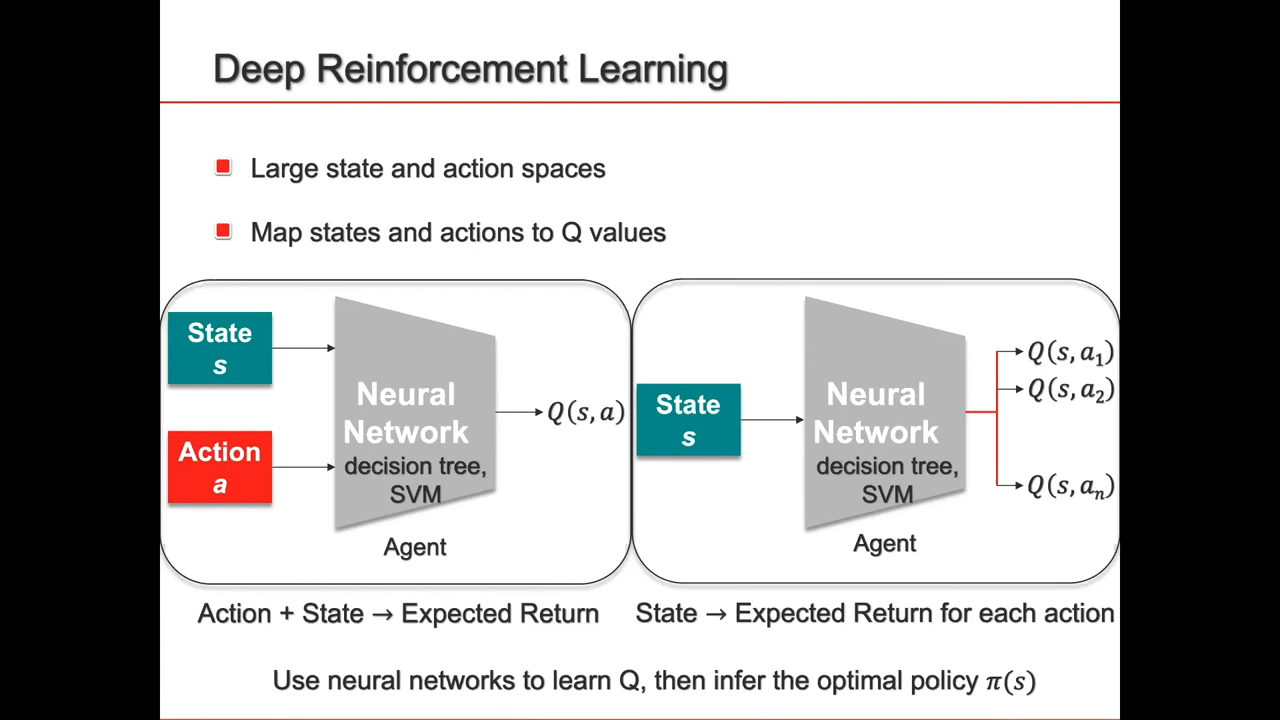 Deep Reinforcement Learning
Large state and action spaces
Map states and actions to Q values
State
s
Action
a
Neural
Network
decision tree,
SVM
Agent
Q(s, a)
Action + State → Expected Return
State
s
Neural
Network
decision tree,
SVM
Agent
Q(s, a₁)
Q(s, a₂)
Q(s, aₙ)
State → Expected Return for each action
Use neural networks to learn Q, then infer the optimal policy π(s)